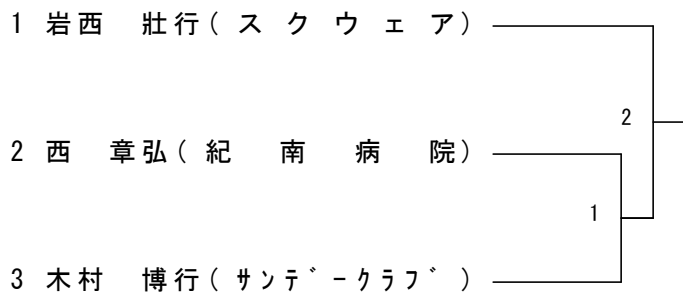 1 岩西 壯行(スクウェア)
2
2 西 章弘(紀南病院)
1
3 木村 博行(ｻﾝﾃﾞｰｸﾗﾌﾞ)